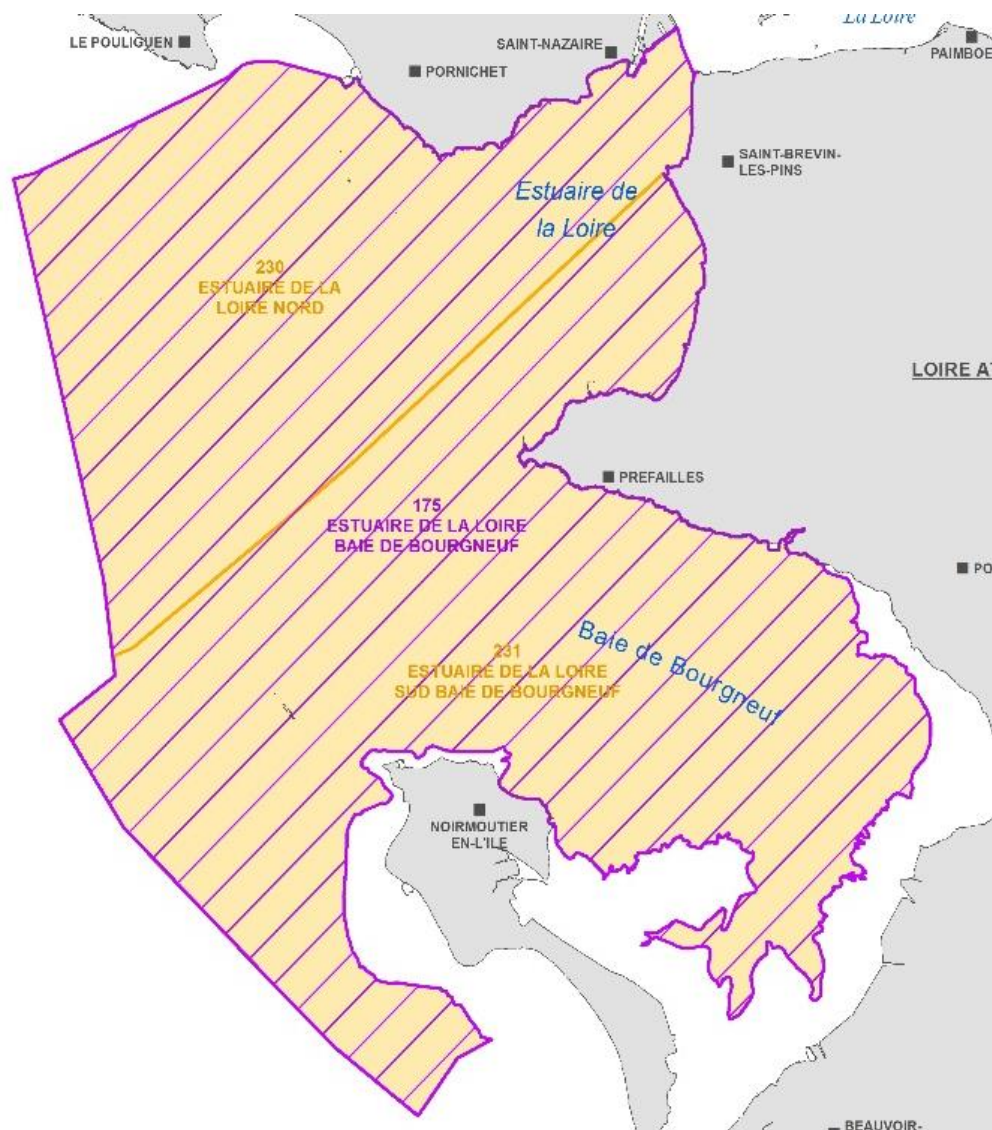 La Loire
LE POULIGUEN
SAINT-NAZAIRE
PAIMBOE
PORNICHET
SAINT-BREVIN-
LES-PINS
Estuaire de
la Loire
230
ESTUAIRE DE LA
LOIRE NORD
LOIRE AT
PREFAILLES
175
ESTUAIRE DE LA LOIRE
BAIE DE BOURGNEUF
PO
Baie de Bourgneuf
231
ESTUAIRE DE LA LOIRE
SUD BAIE DE BOURGNEUF
NOIRMOUTIER
EN-L'ILE
BEAUVOIR-